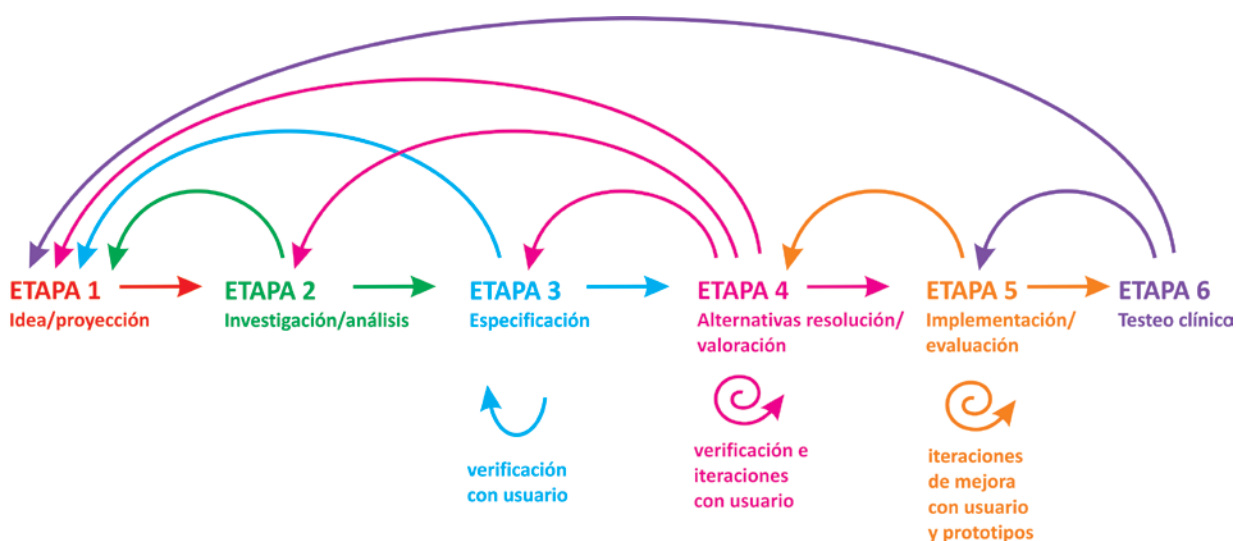 ETAPA 1
Idea/proyección
ETAPA 2
Investigación/análisis
ETAPA 3
Especificación
verificación
con usuario
ETAPA 4
Alternativas resolución/
valoración
verificación e
iteraciones
con usuario
ETAPA 5
Implementación/
evaluación
iteraciones
de mejora
con usuario
y prototipos
ETAPA 6
Testeo clínica